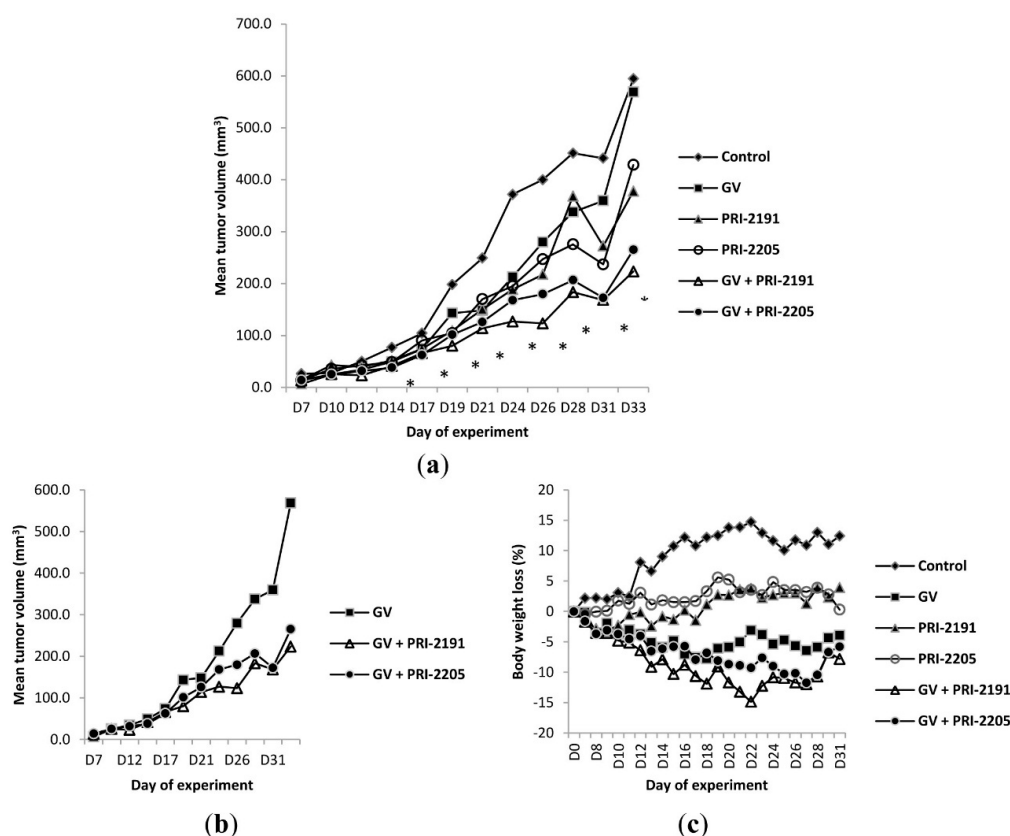 700.0
600.0
500.0
400.0
300.0
200.0
100.0
0.0
Mean tumor volume (mm³)
D7 D10 D12 D14 D17 D19 D21 D24 D26 D28 D31 D33
Day of experiment
* * * * * * * * *
Control
GV
PRI-2191
PRI-2205
GV + PRI-2191
GV + PRI-2205
(a)
600.0
500.0
400.0
300.0
200.0
100.0
0.0
Mean tumor volume (mm³)
D7 D12 D17 D21 D26 D31
Day of experiment
GV
GV + PRI-2191
GV + PRI-2205
(b)
20
15
10
5
0
-5
-10
-15
-20
Body weight loss (%)
D0 D8 D10 D12 D14 D16 D18 D20 D22 D24 D26 D28 D31
Day of experiment
Control
GV
PRI-2191
PRI-2205
GV + PRI-2191
GV + PRI-2205
(c)